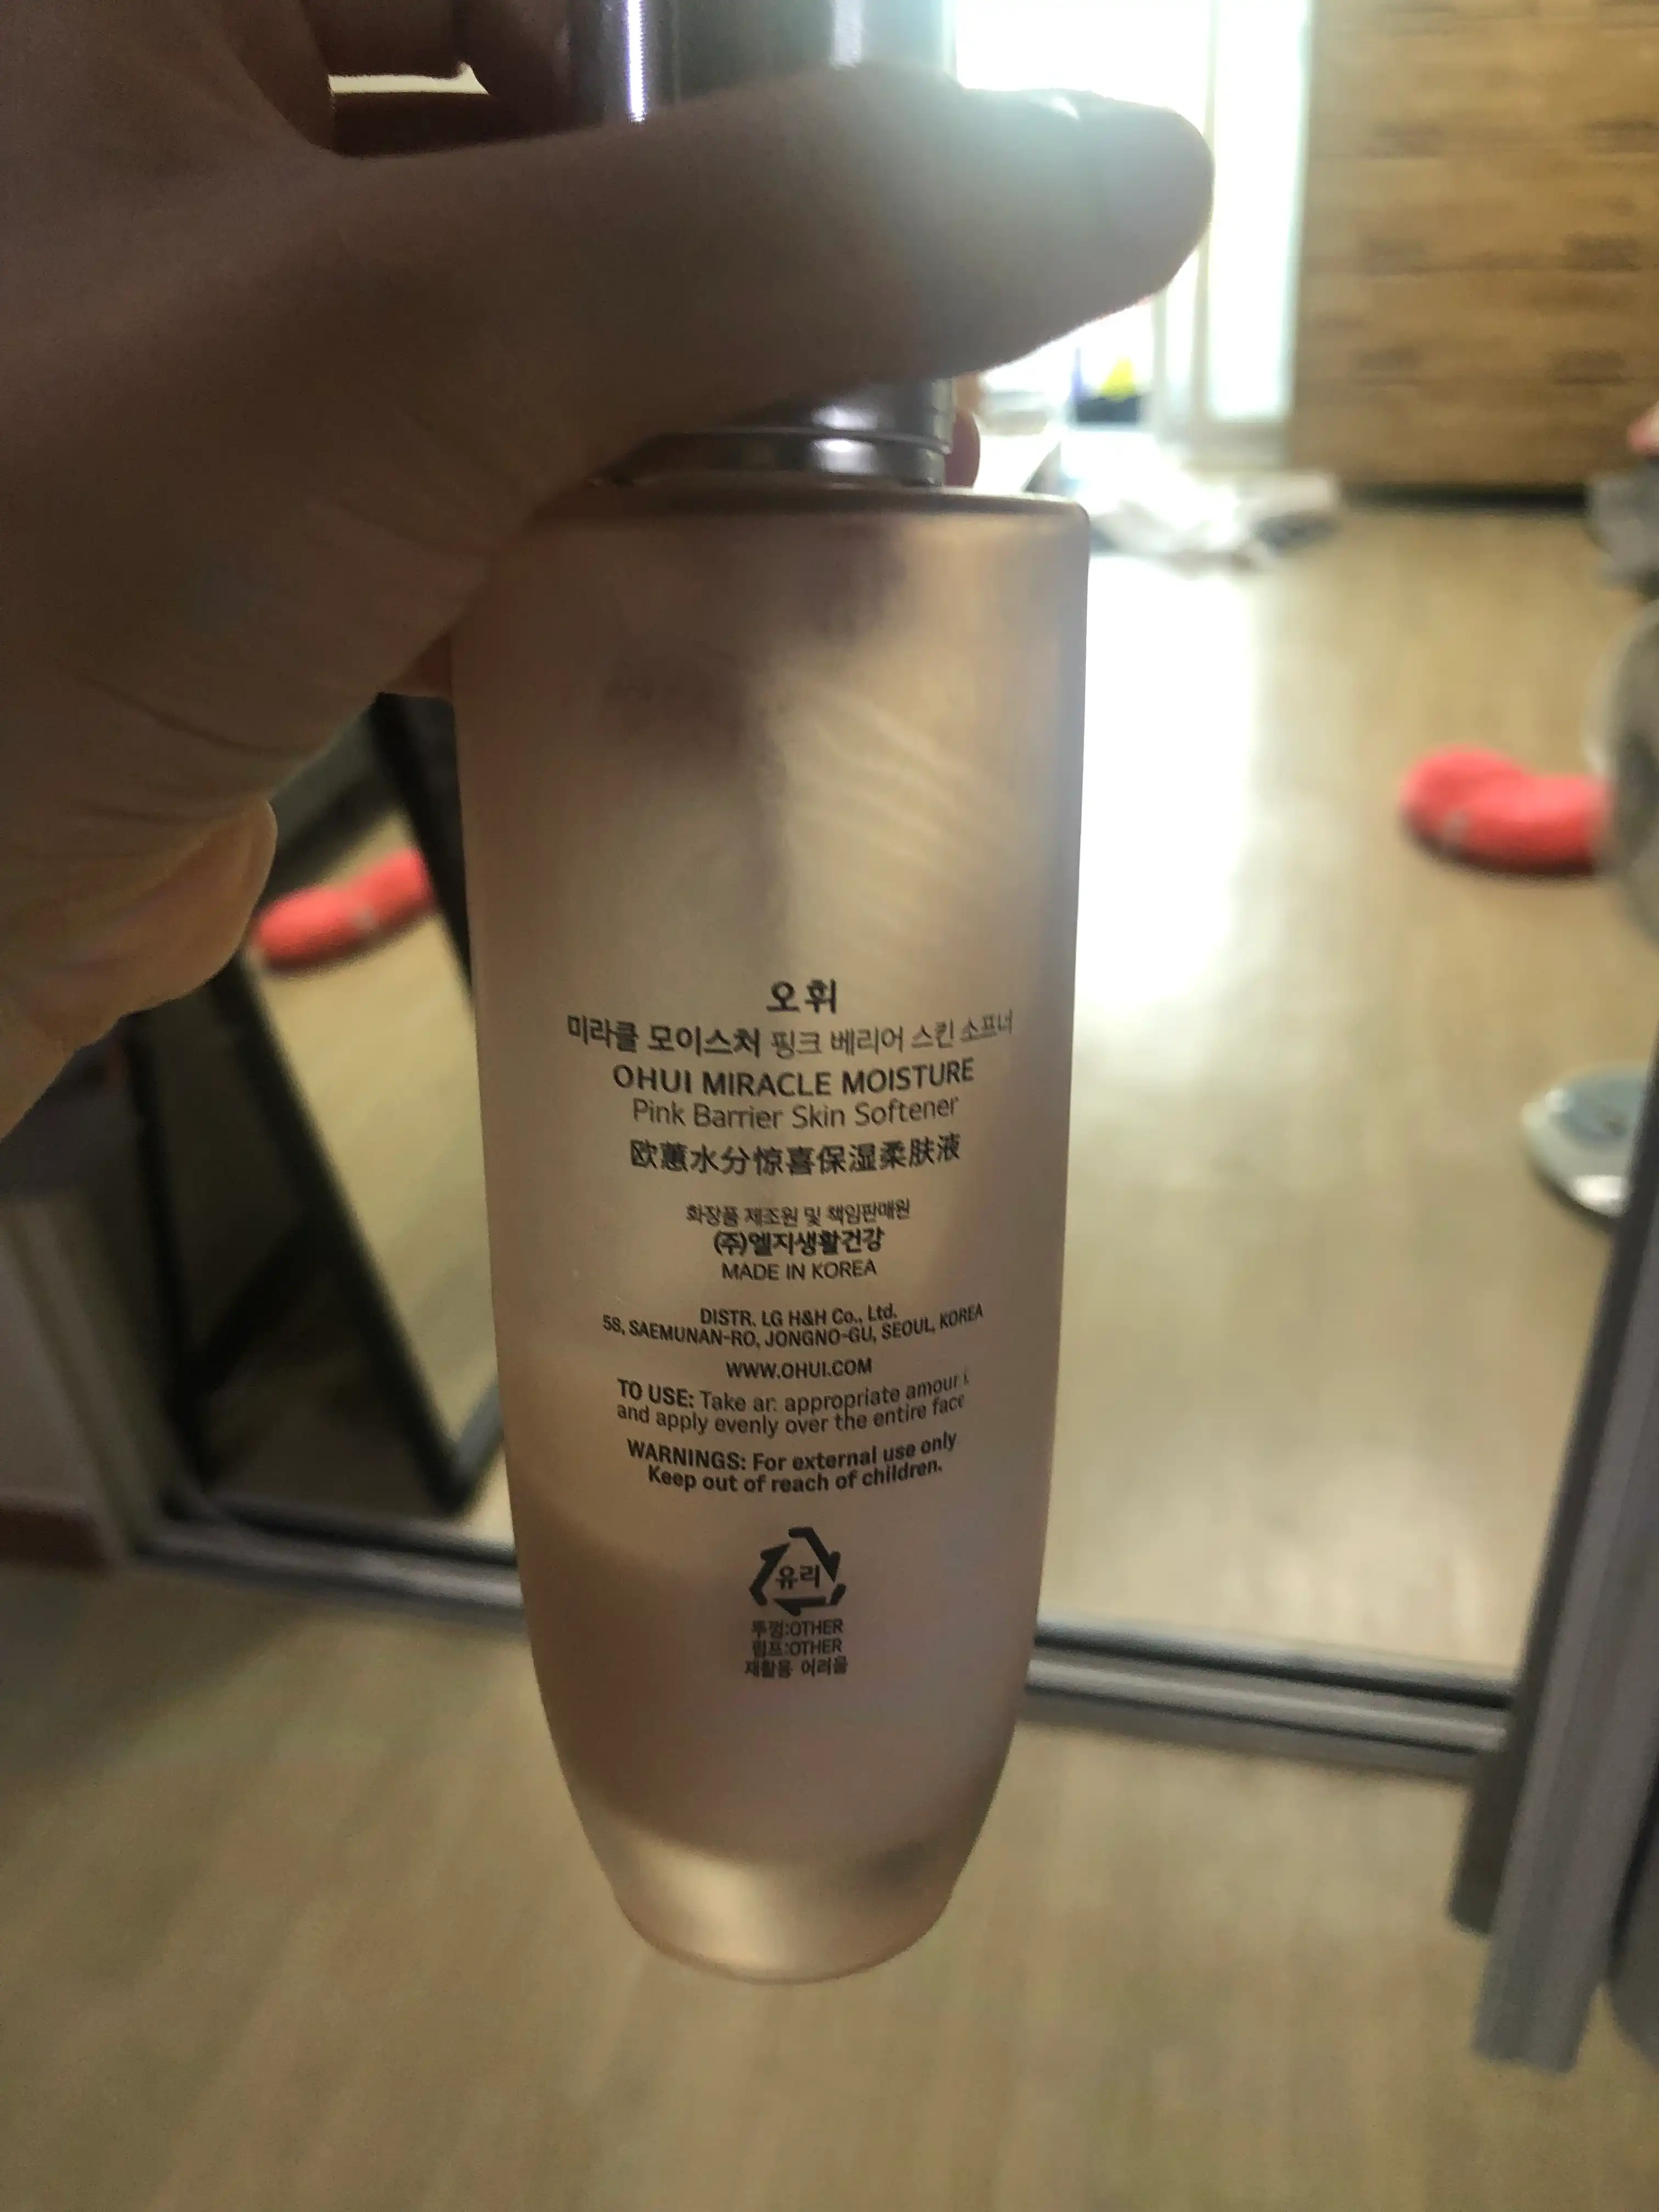 오휘
미라클 모이스처 핑크 베리어 스킨 소프너
OHUI MIRACLE MOISTURE
Pink Barrier Skin Softener
欧蕙水分惊喜保湿柔肤液
화장품 제조원 및 책임판매원
(주)엘지생활건강
MADE IN KOREA
DISTR. LG H&H Co., Ltd.
58, SAEMUNAN-RO, JONGNO-GU, SEOUL, KOREA
WWW.OHUI.COM
TO USE: Take an appropriate amount
and apply evenly over the entire face
WARNINGS: For external use only
Keep out of reach of children.
유리
뚜껑:OTHER
펌프:OTHER
재활용 어려움